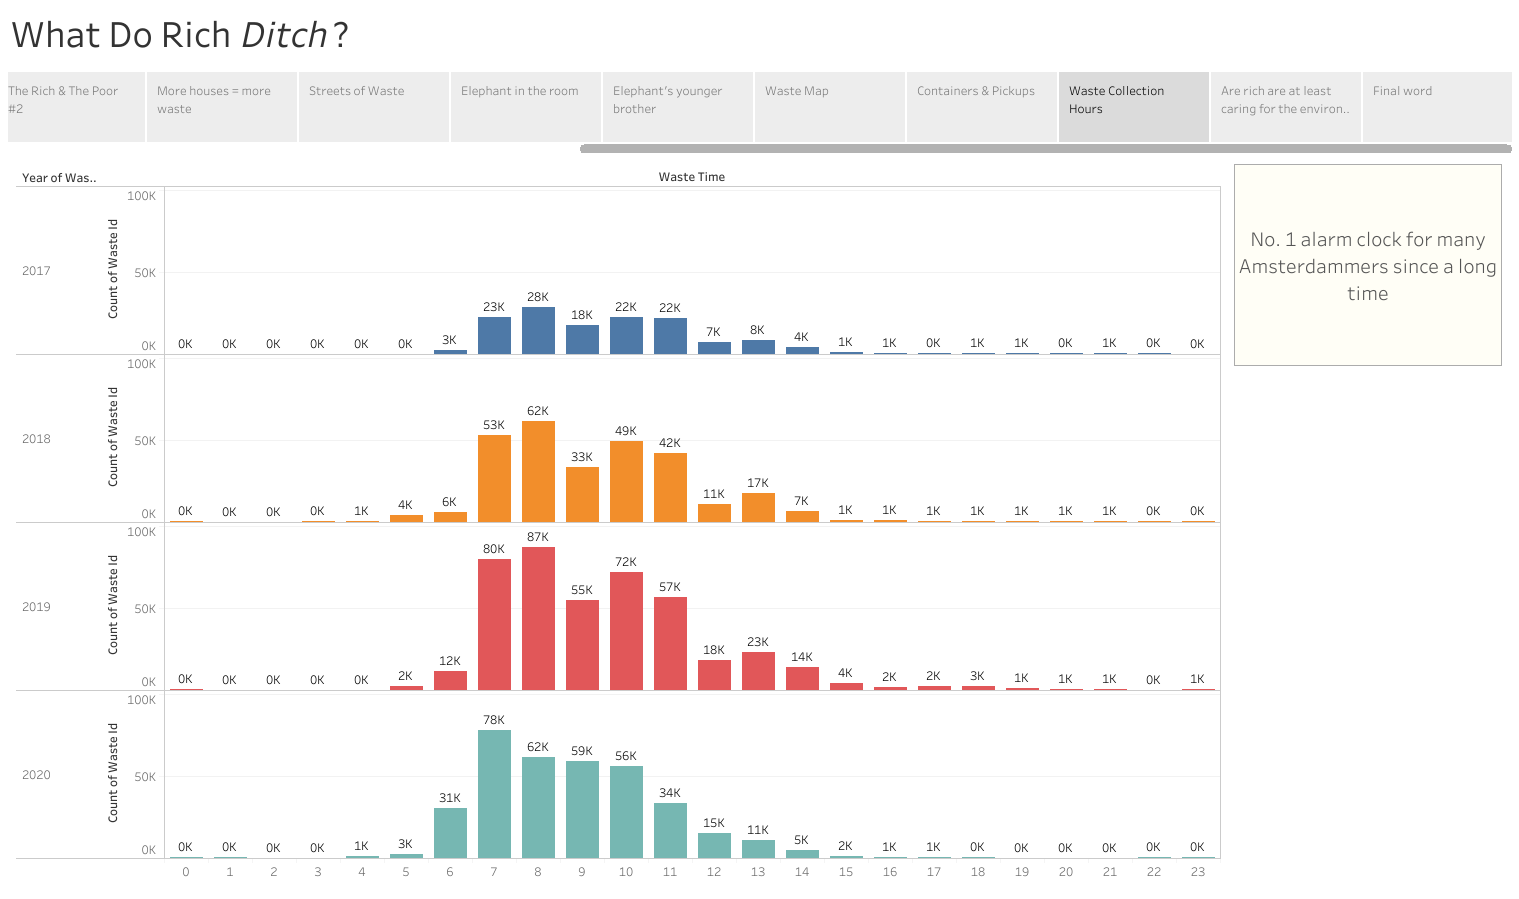 What Do Rich Ditch?
The Rich & The Poor
#2
More houses = more
waste
Streets of Waste
Elephant in the room
Elephant's younger
brother
Waste Map
Containers & Pickups
Waste Collection
Hours
Are rich are at least
caring for the environ..
Final word
Year of Was..
Waste Time
No. 1 alarm clock for many
Amsterdammers since a long
time
2017
Count of Waste Id
100K
50K
0K
0K 0K 0K 0K 0K 0K 3K 23K 28K 18K 22K 22K 7K 8K 4K 1K 1K 0K 1K 1K 0K 1K 0K 0K
2018
Count of Waste Id
100K
50K
0K
0K 0K 0K 0K 1K 4K 6K 53K 62K 33K 49K 42K 11K 17K 7K 1K 1K 1K 1K 1K 1K 1K 0K 0K
2019
Count of Waste Id
100K
50K
0K
0K 0K 0K 0K 0K 2K 12K 80K 87K 55K 72K 57K 18K 23K 14K 4K 2K 2K 3K 1K 1K 1K 0K 1K
2020
Count of Waste Id
100K
50K
0K
0K 0K 0K 0K 1K 3K 31K 78K 62K 59K 56K 34K 15K 11K 5K 2K 1K 1K 0K 0K 0K 0K 0K 0K
0 1 2 3 4 5 6 7 8 9 10 11 12 13 14 15 16 17 18 19 20 21 22 23